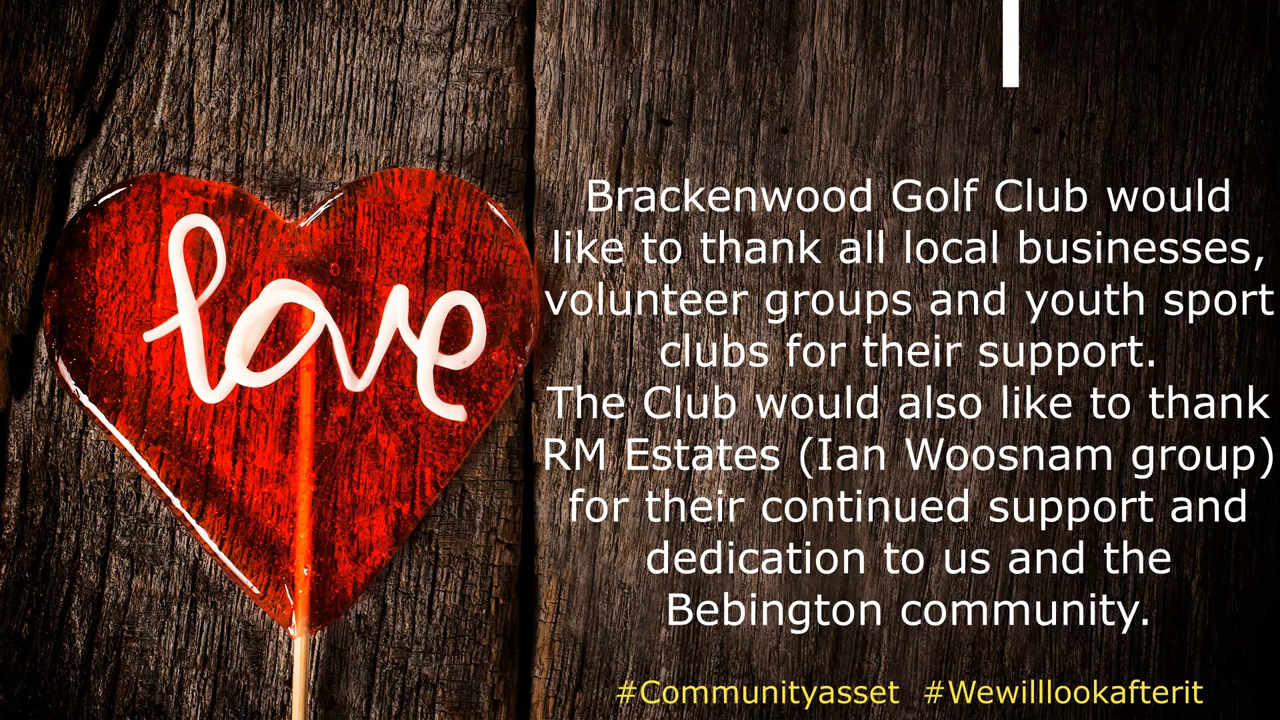 love
Brackenwood Golf Club would
like to thank all local businesses,
volunteer groups and youth sport
clubs for their support.
The Club would also like to thank
RM Estates (Ian Woosnam group)
for their continued support and
dedication to us and the
Bebington community.
#Communityasset #Wewilllookafterit